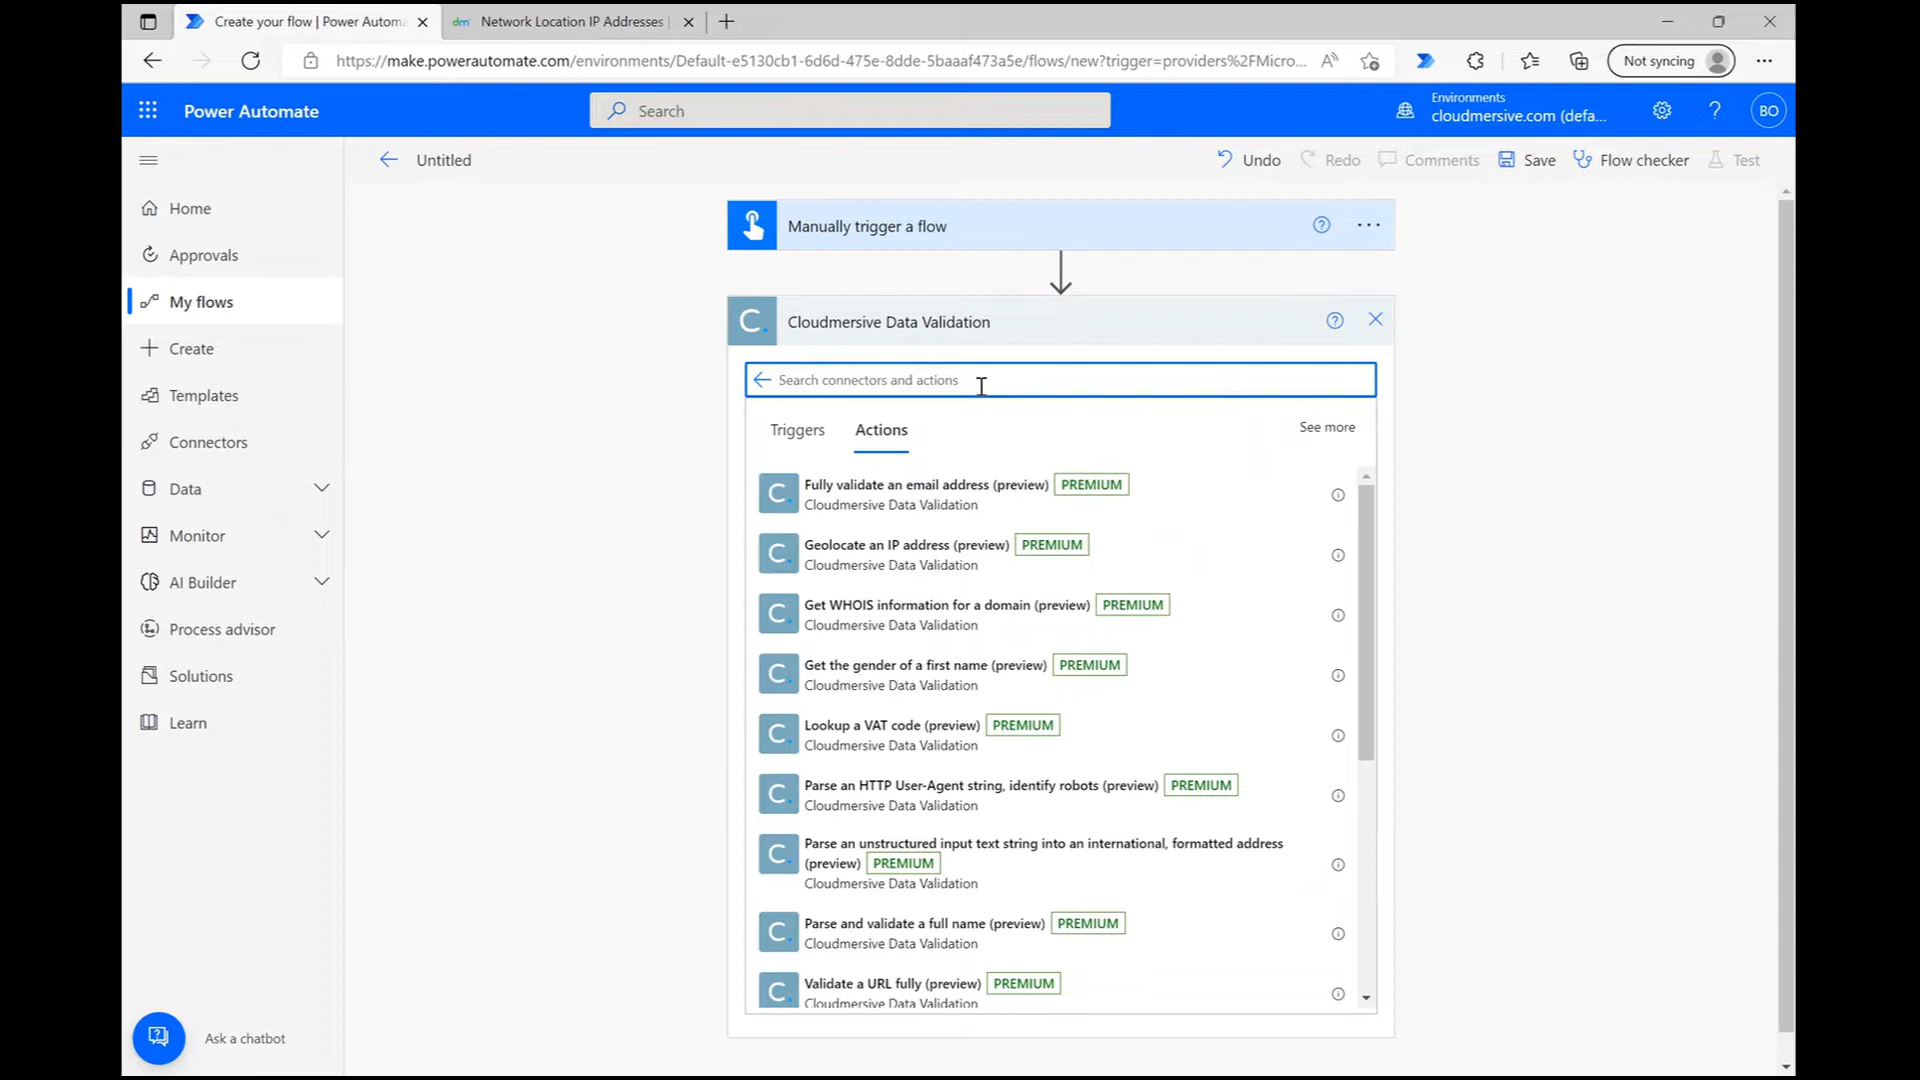 Create your flow | Power Automa
dm Network Location IP Addresses |
https://make.powerautomate.com/environments/Default-e5130cb1-6d6d-475e-8dde-5baaaf473a5e/flows/new?trigger=providers%2FMicro...
Not syncing
Power Automate
Search
Environments
cloudmersive.com (defa...
?
BO
Untitled
Undo
Redo
Comments
Save
Flow checker
Test
Home
Approvals
My flows
Create
Templates
Connectors
Data
Monitor
AI Builder
Process advisor
Solutions
Learn
Ask a chatbot
Manually trigger a flow
C. Cloudmersive Data Validation
Search connectors and actions
Triggers
Actions
See more
C. Fully validate an email address (preview) PREMIUM
Cloudmersive Data Validation
C. Geolocate an IP address (preview) PREMIUM
Cloudmersive Data Validation
C. Get WHOIS information for a domain (preview) PREMIUM
Cloudmersive Data Validation
C. Get the gender of a first name (preview) PREMIUM
Cloudmersive Data Validation
C. Lookup a VAT code (preview) PREMIUM
Cloudmersive Data Validation
C. Parse an HTTP User-Agent string, identify robots (preview) PREMIUM
Cloudmersive Data Validation
C. Parse an unstructured input text string into an international, formatted address
(preview) PREMIUM
Cloudmersive Data Validation
C. Parse and validate a full name (preview) PREMIUM
Cloudmersive Data Validation
C. Validate a URL fully (preview) PREMIUM
Cloudmersive Data Validation